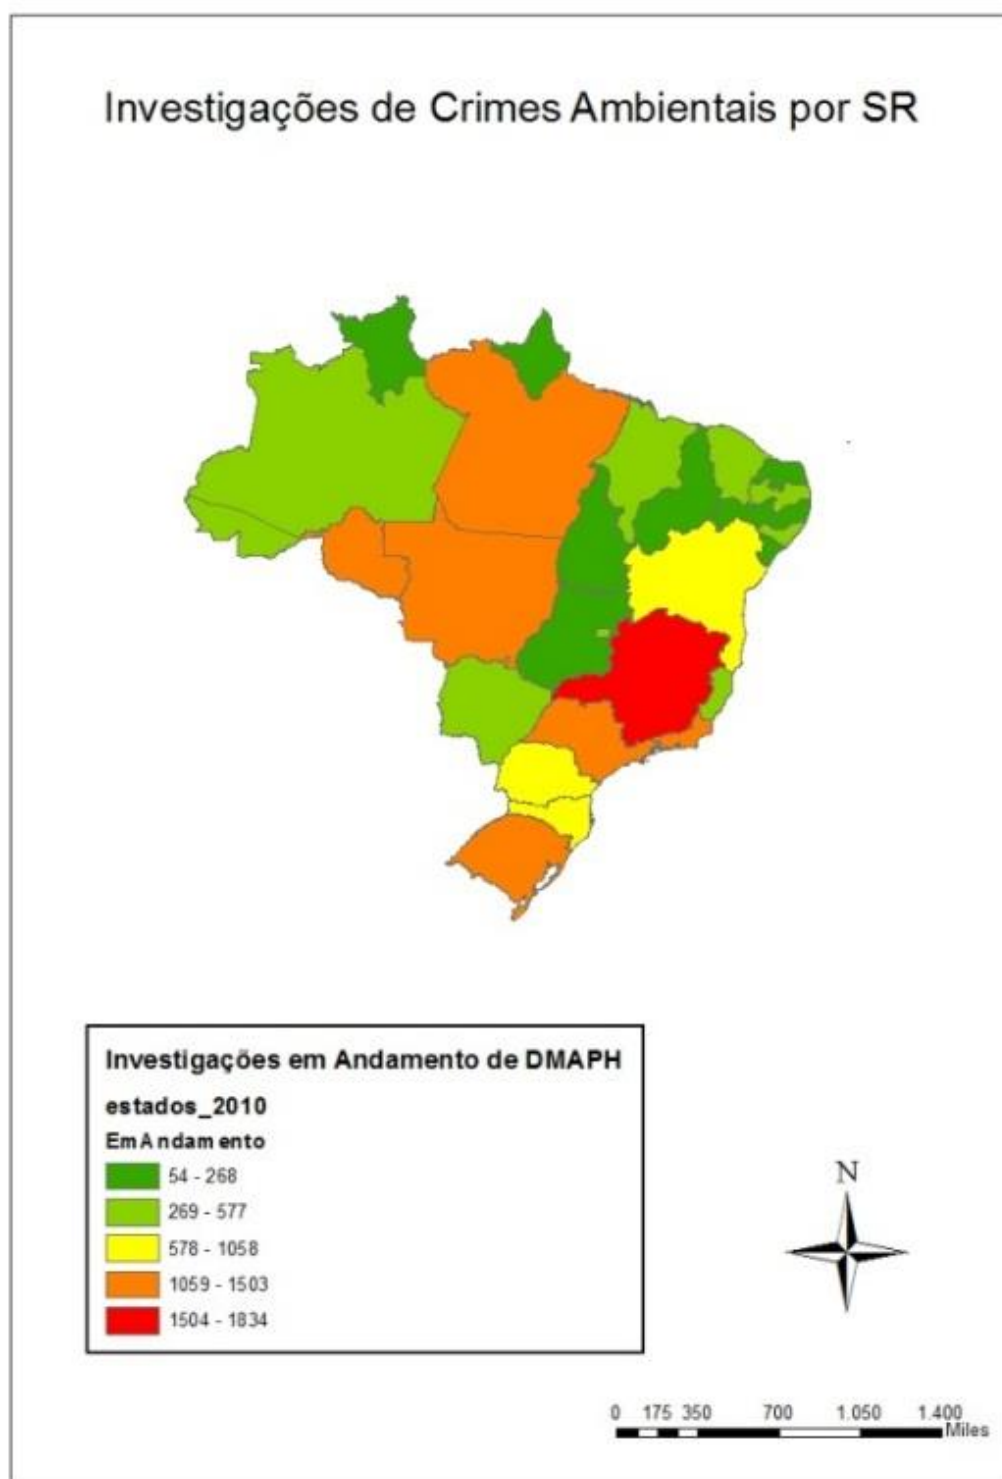 Investigações de Crimes Ambientais por SR
Investigações em Andamento de DMAPH
estados_2010
EmAndamento
54 - 268
269 - 577
578 - 1058
1059 - 1503
1504 - 1834
N
0 175 350 700 1.050 1.400
Miles